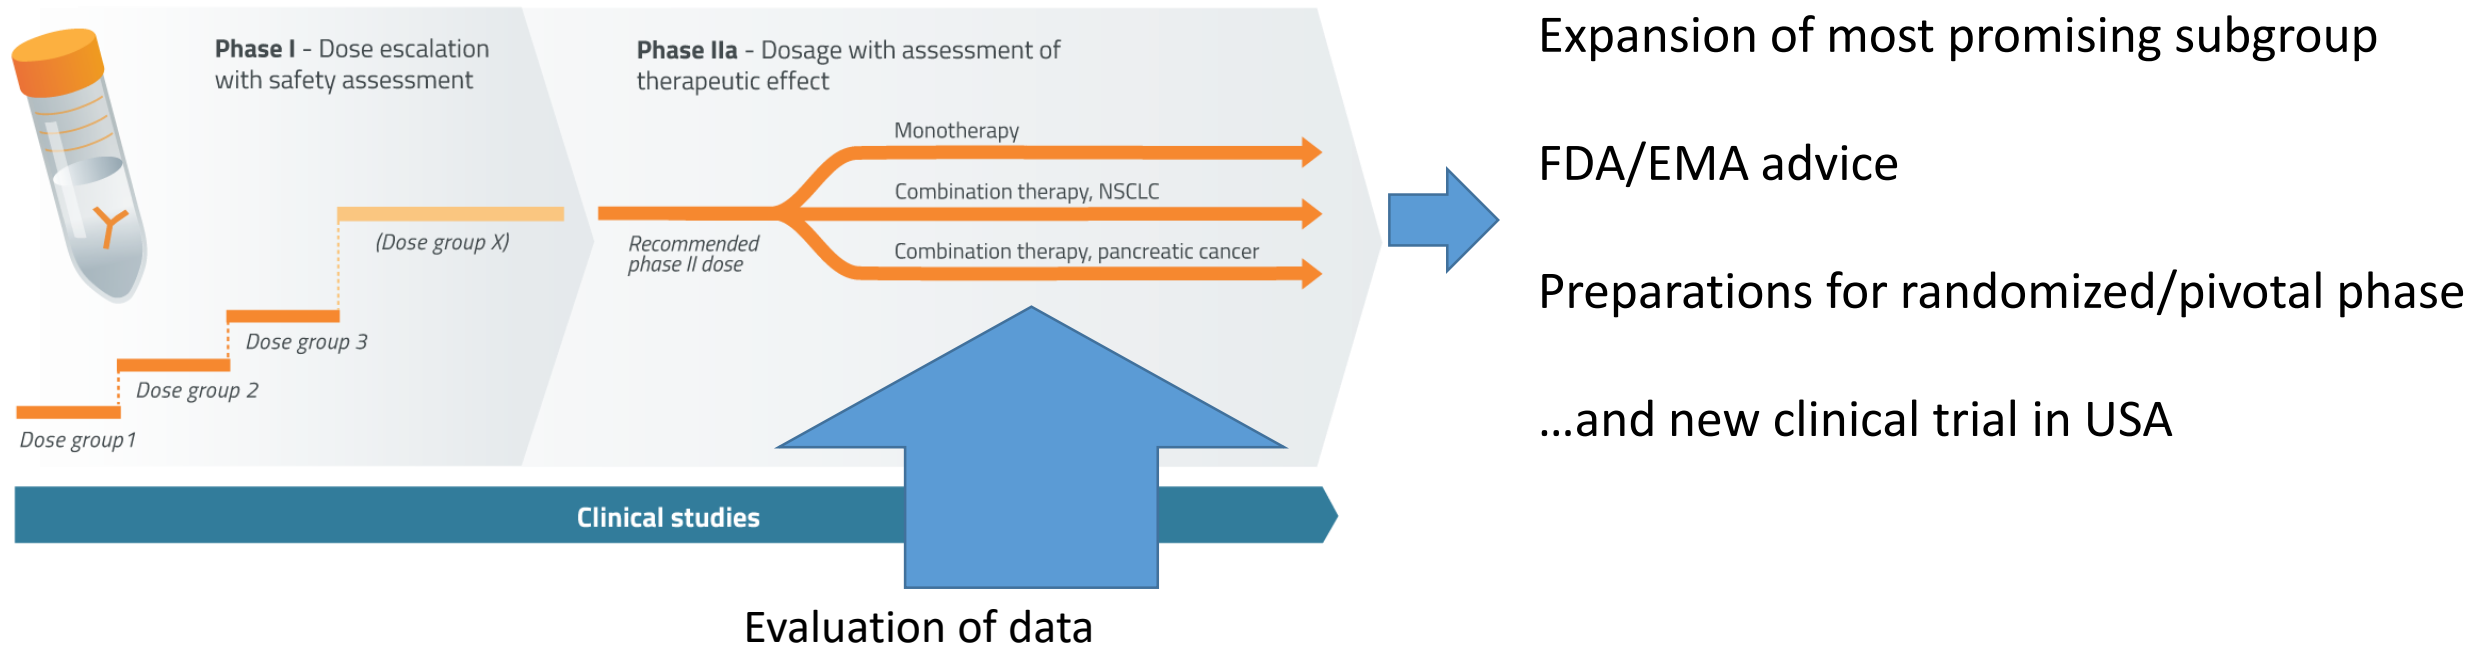 Phase I - Dose escalation
with safety assessment
Phase IIa - Dosage with assessment of
therapeutic effect
Monotherapy
Combination therapy, NSCLC
Combination therapy, pancreatic cancer
Recommended
phase II dose
(Dose group X)
Dose group 3
Dose group 2
Dose group 1
Clinical studies
Evaluation of data
Expansion of most promising subgroup
FDA/EMA advice
Preparations for randomized/pivotal phase
...and new clinical trial in USA